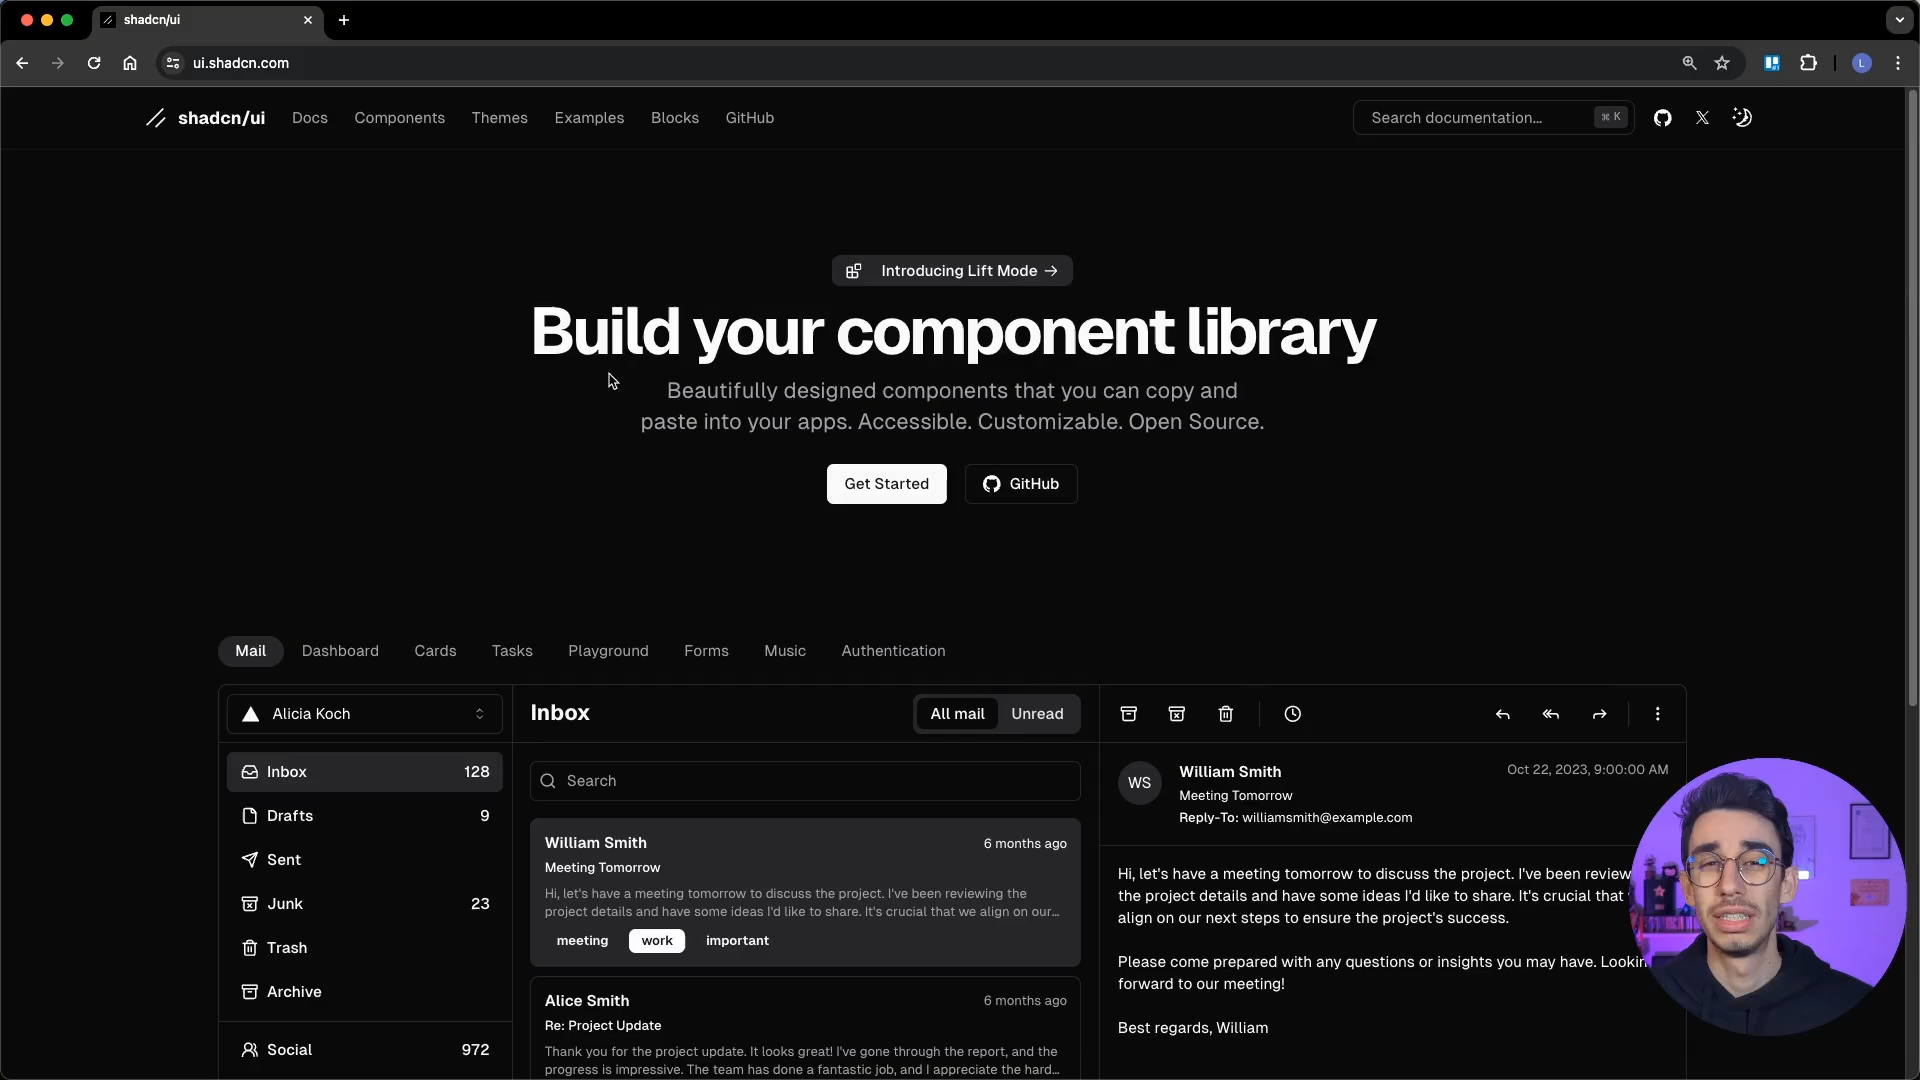 shadcn/ui
ui.shadcn.com
L
shadcn/ui Docs Components Themes Examples Blocks GitHub
Search documentation... ⌘ K
Introducing Lift Mode →
Build your component library
Beautifully designed components that you can copy and
paste into your apps. Accessible. Customizable. Open Source.
Get Started
GitHub
Mail Dashboard Cards Tasks Playground Forms Music Authentication
Alicia Koch
Inbox 128
Drafts 9
Sent
Junk 23
Trash
Archive
Social 972
Inbox
All mail Unread
Search
William Smith 6 months ago
Meeting Tomorrow
Hi, let's have a meeting tomorrow to discuss the project. I've been reviewing the
project details and have some ideas I'd like to share. It's crucial that we align on our...
meeting work important
Alice Smith 6 months ago
Re: Project Update
Thank you for the project update. It looks great! I've gone through the report, and the
progress is impressive. The team has done a fantastic job, and I appreciate the hard...
WS
William Smith Oct 22, 2023, 9:00:00 AM
Meeting Tomorrow
Reply-To: williamsmith@example.com
Hi, let's have a meeting tomorrow to discuss the project. I've been review
the project details and have some ideas I'd like to share. It's crucial that
align on our next steps to ensure the project's success.
Please come prepared with any questions or insights you may have. Lookin
forward to our meeting!
Best regards, William